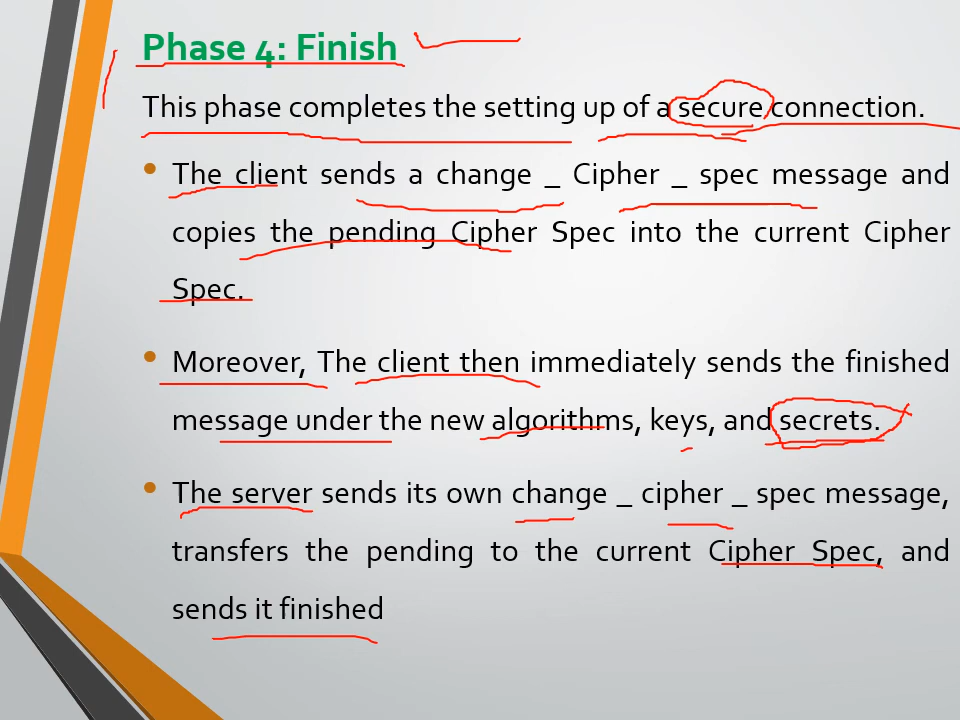 Phase 4: Finish
This phase completes the setting up of a secure connection.
• The client sends a change _ Cipher _ spec message and
copies the pending Cipher Spec into the current Cipher
Spec.
• Moreover, The client then immediately sends the finished
message under the new algorithms, keys, and secrets.
• The server sends its own change _ cipher _ spec message,
transfers the pending to the current Cipher Spec, and
sends it finished